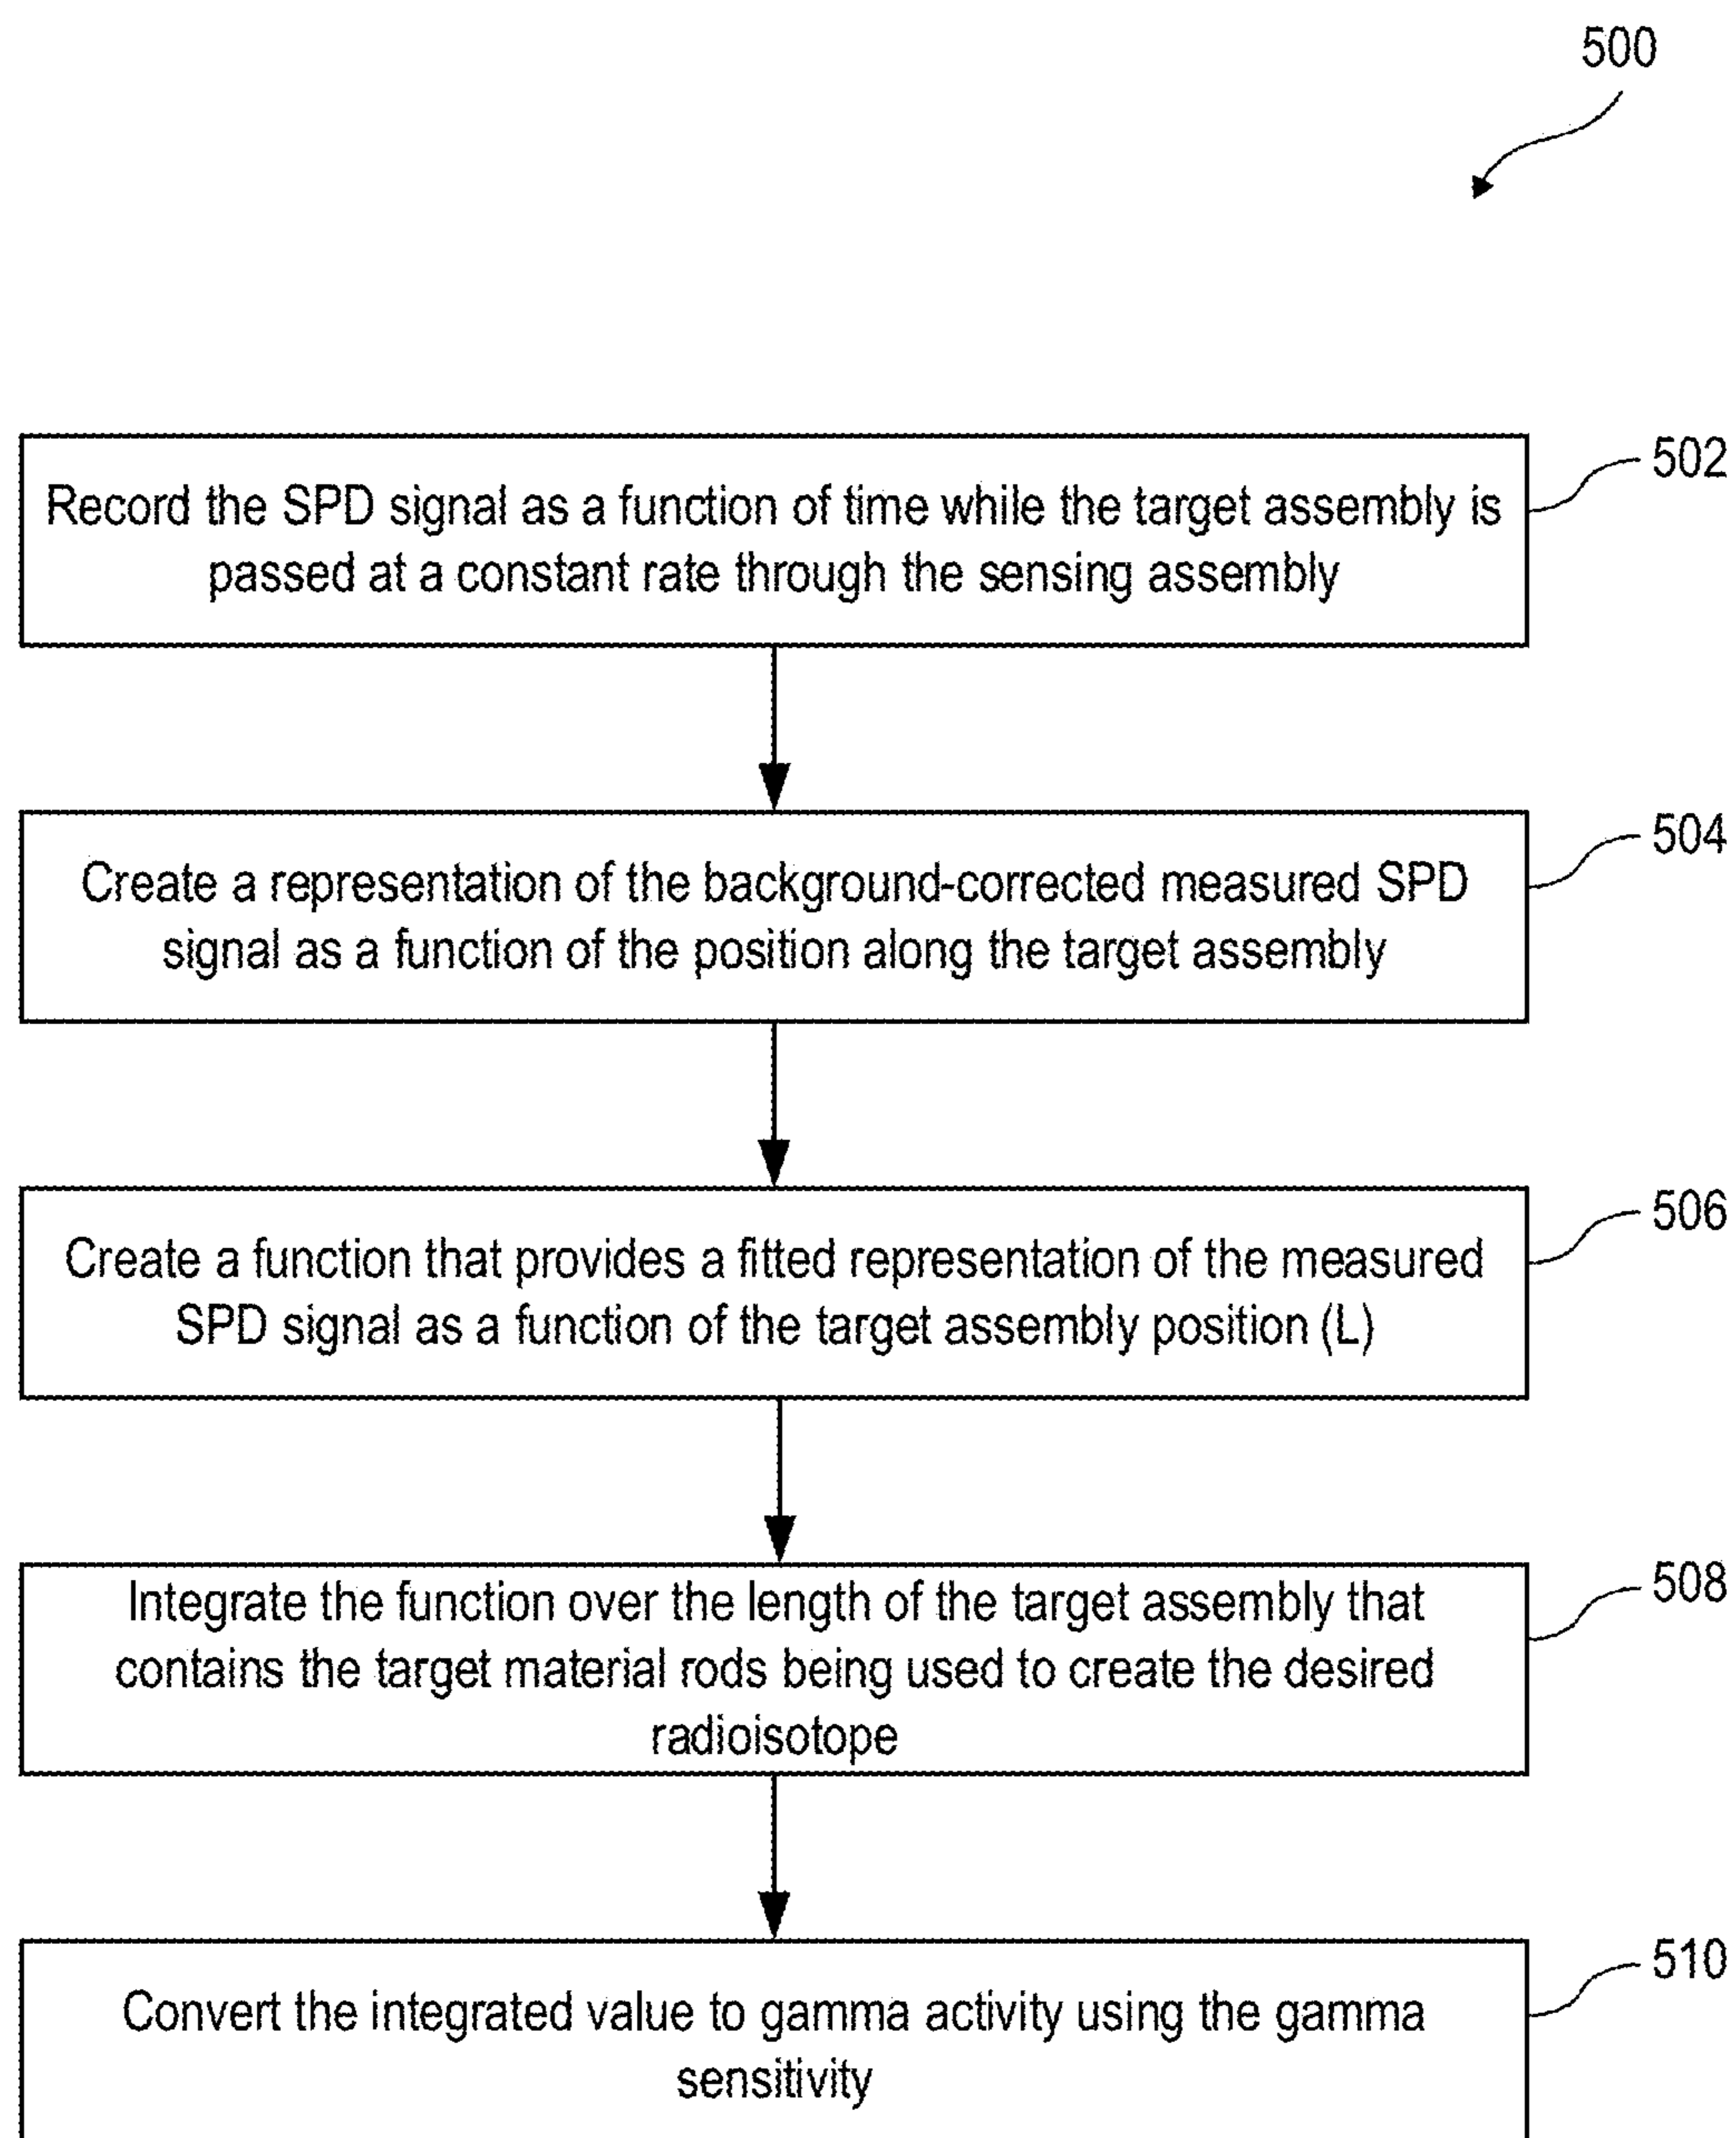 500
502
Record the SPD signal as a function of time while the target assembly is
passed at a constant rate through the sensing assembly
504
Create a representation of the background-corrected measured SPD
signal as a function of the position along the target assembly
506
Create a function that provides a fitted representation of the measured
SPD signal as a function of the target assembly position (L)
508
Integrate the function over the length of the target assembly that
contains the target material rods being used to create the desired
radioisotope
510
Convert the integrated value to gamma activity using the gamma
sensitivity